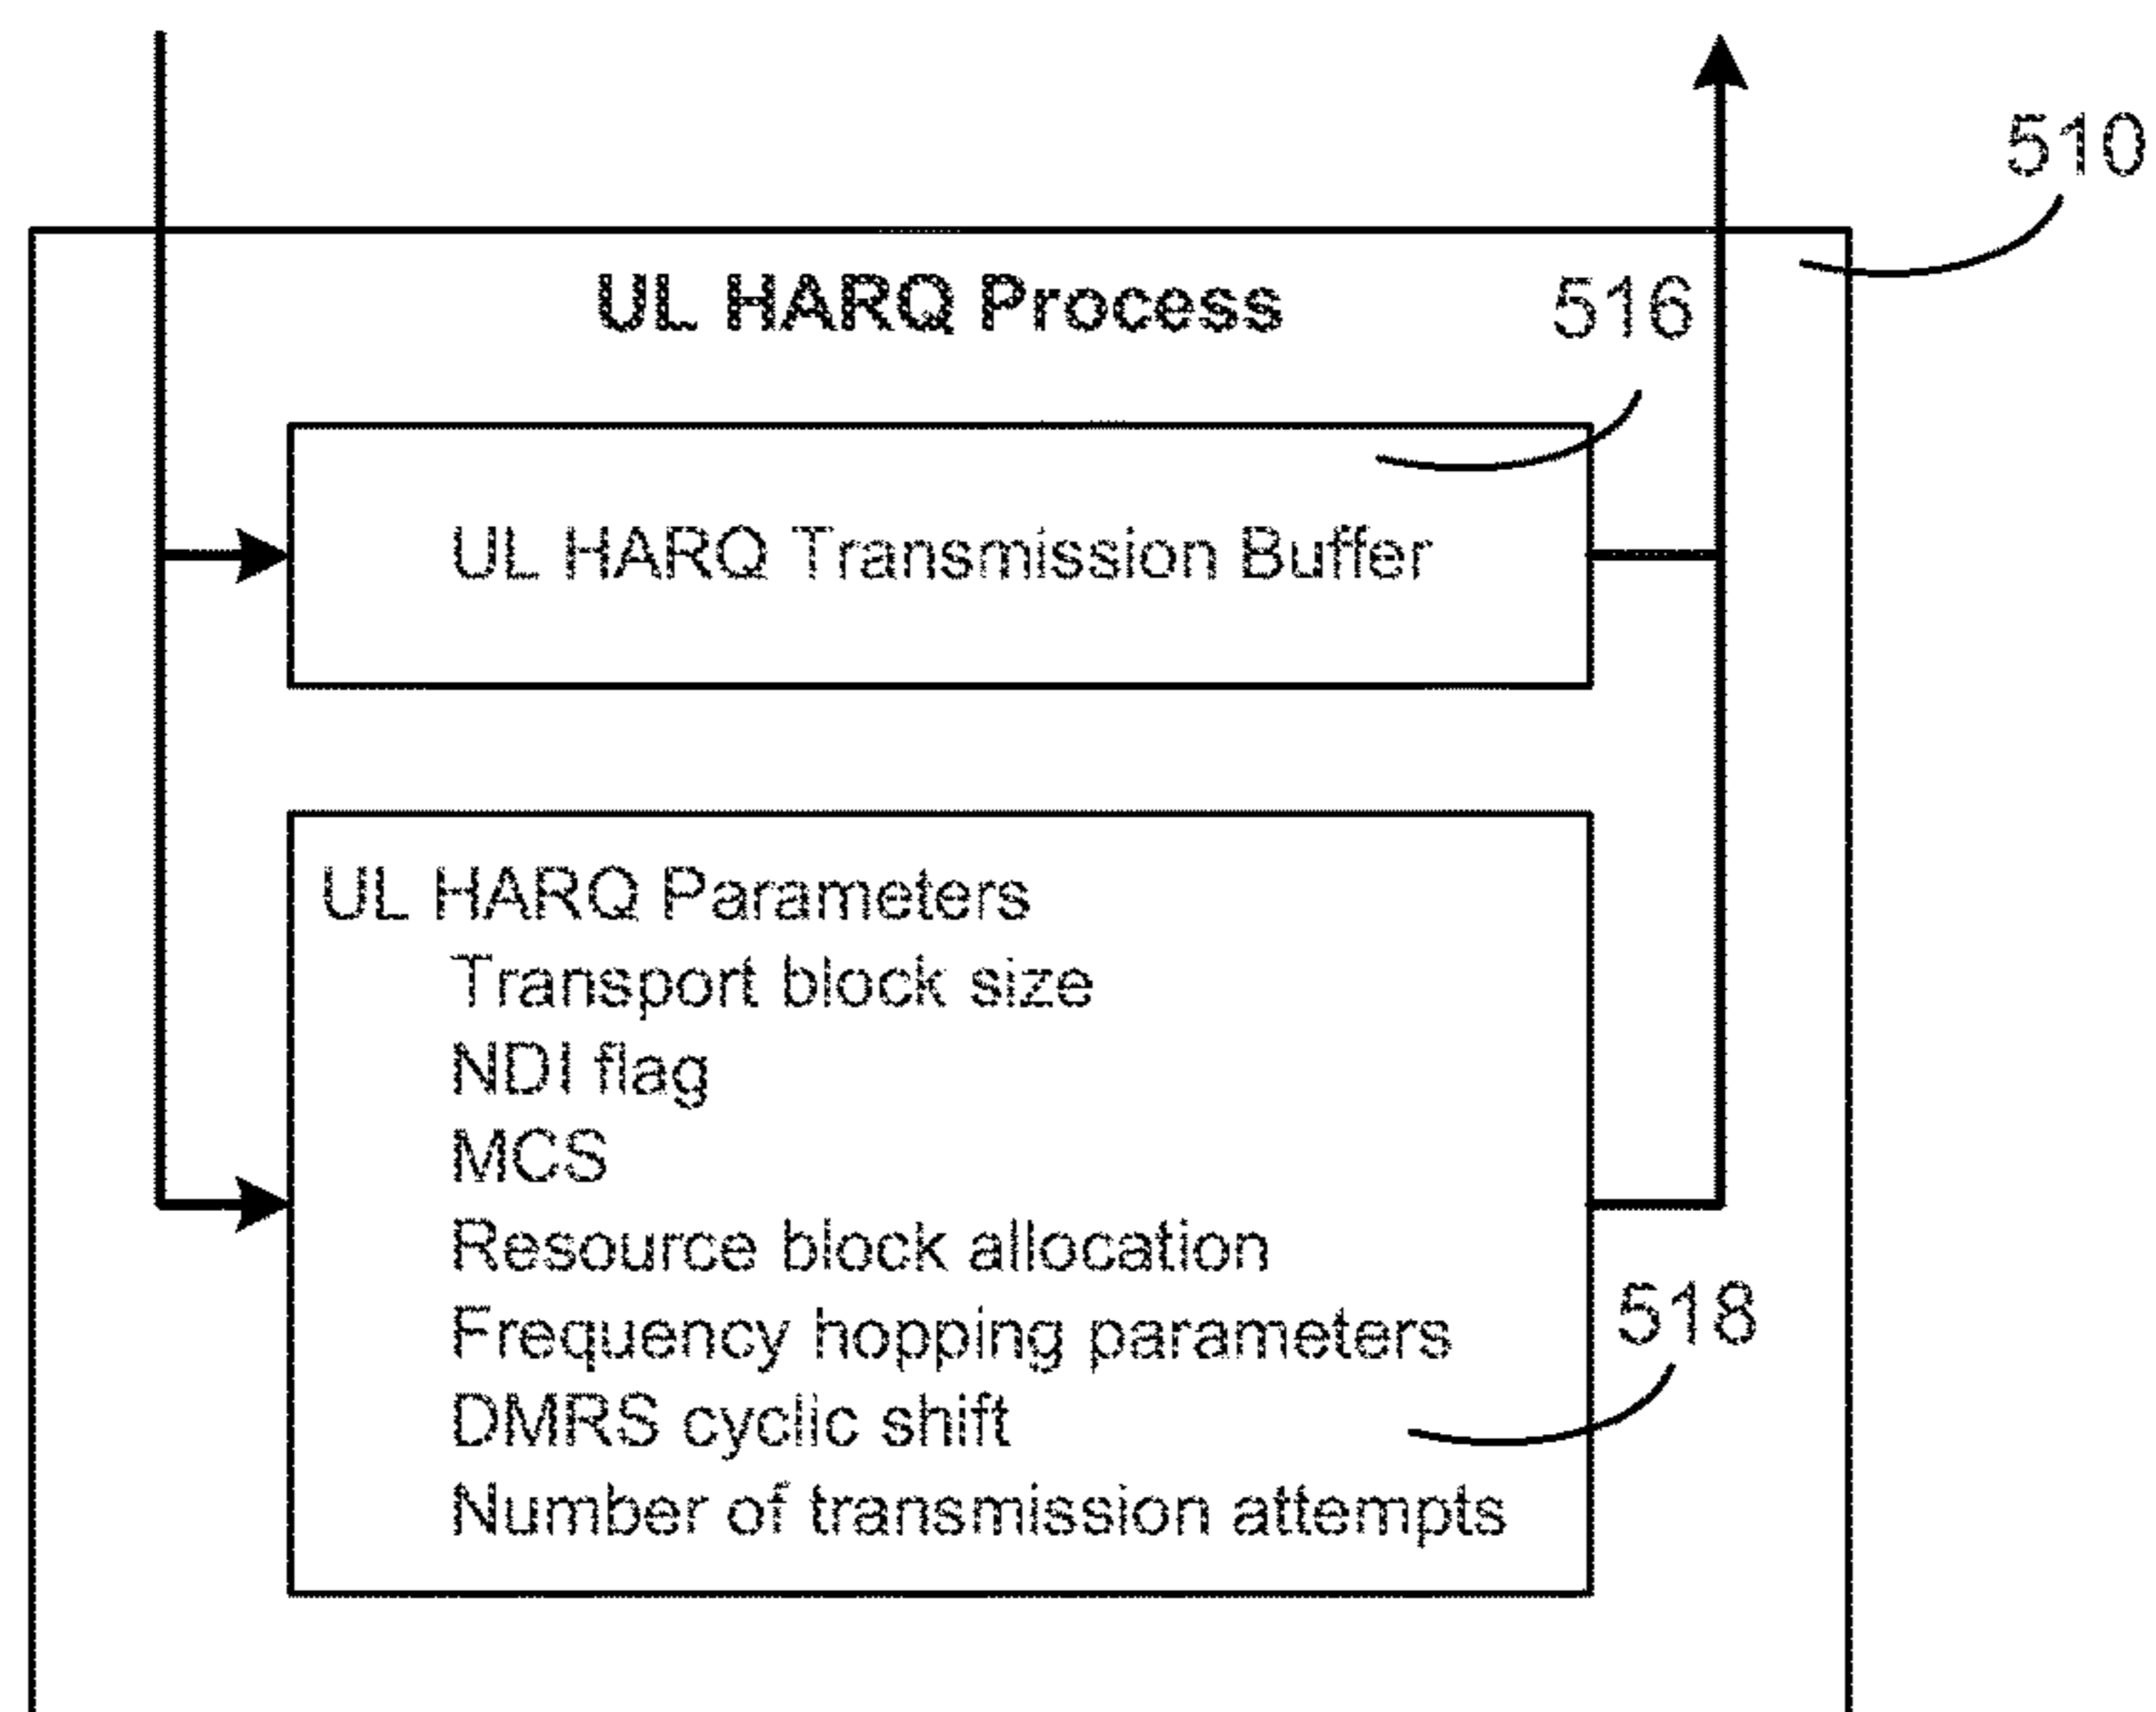 510
UL HARQ Process
516
UL HARQ Transmission Buffer
UL HARQ Parameters
Transport block size
NDI flag
MCS
Resource block allocation
Frequency hopping parameters
518
DMRS cyclic shift
Number of transmission attempts